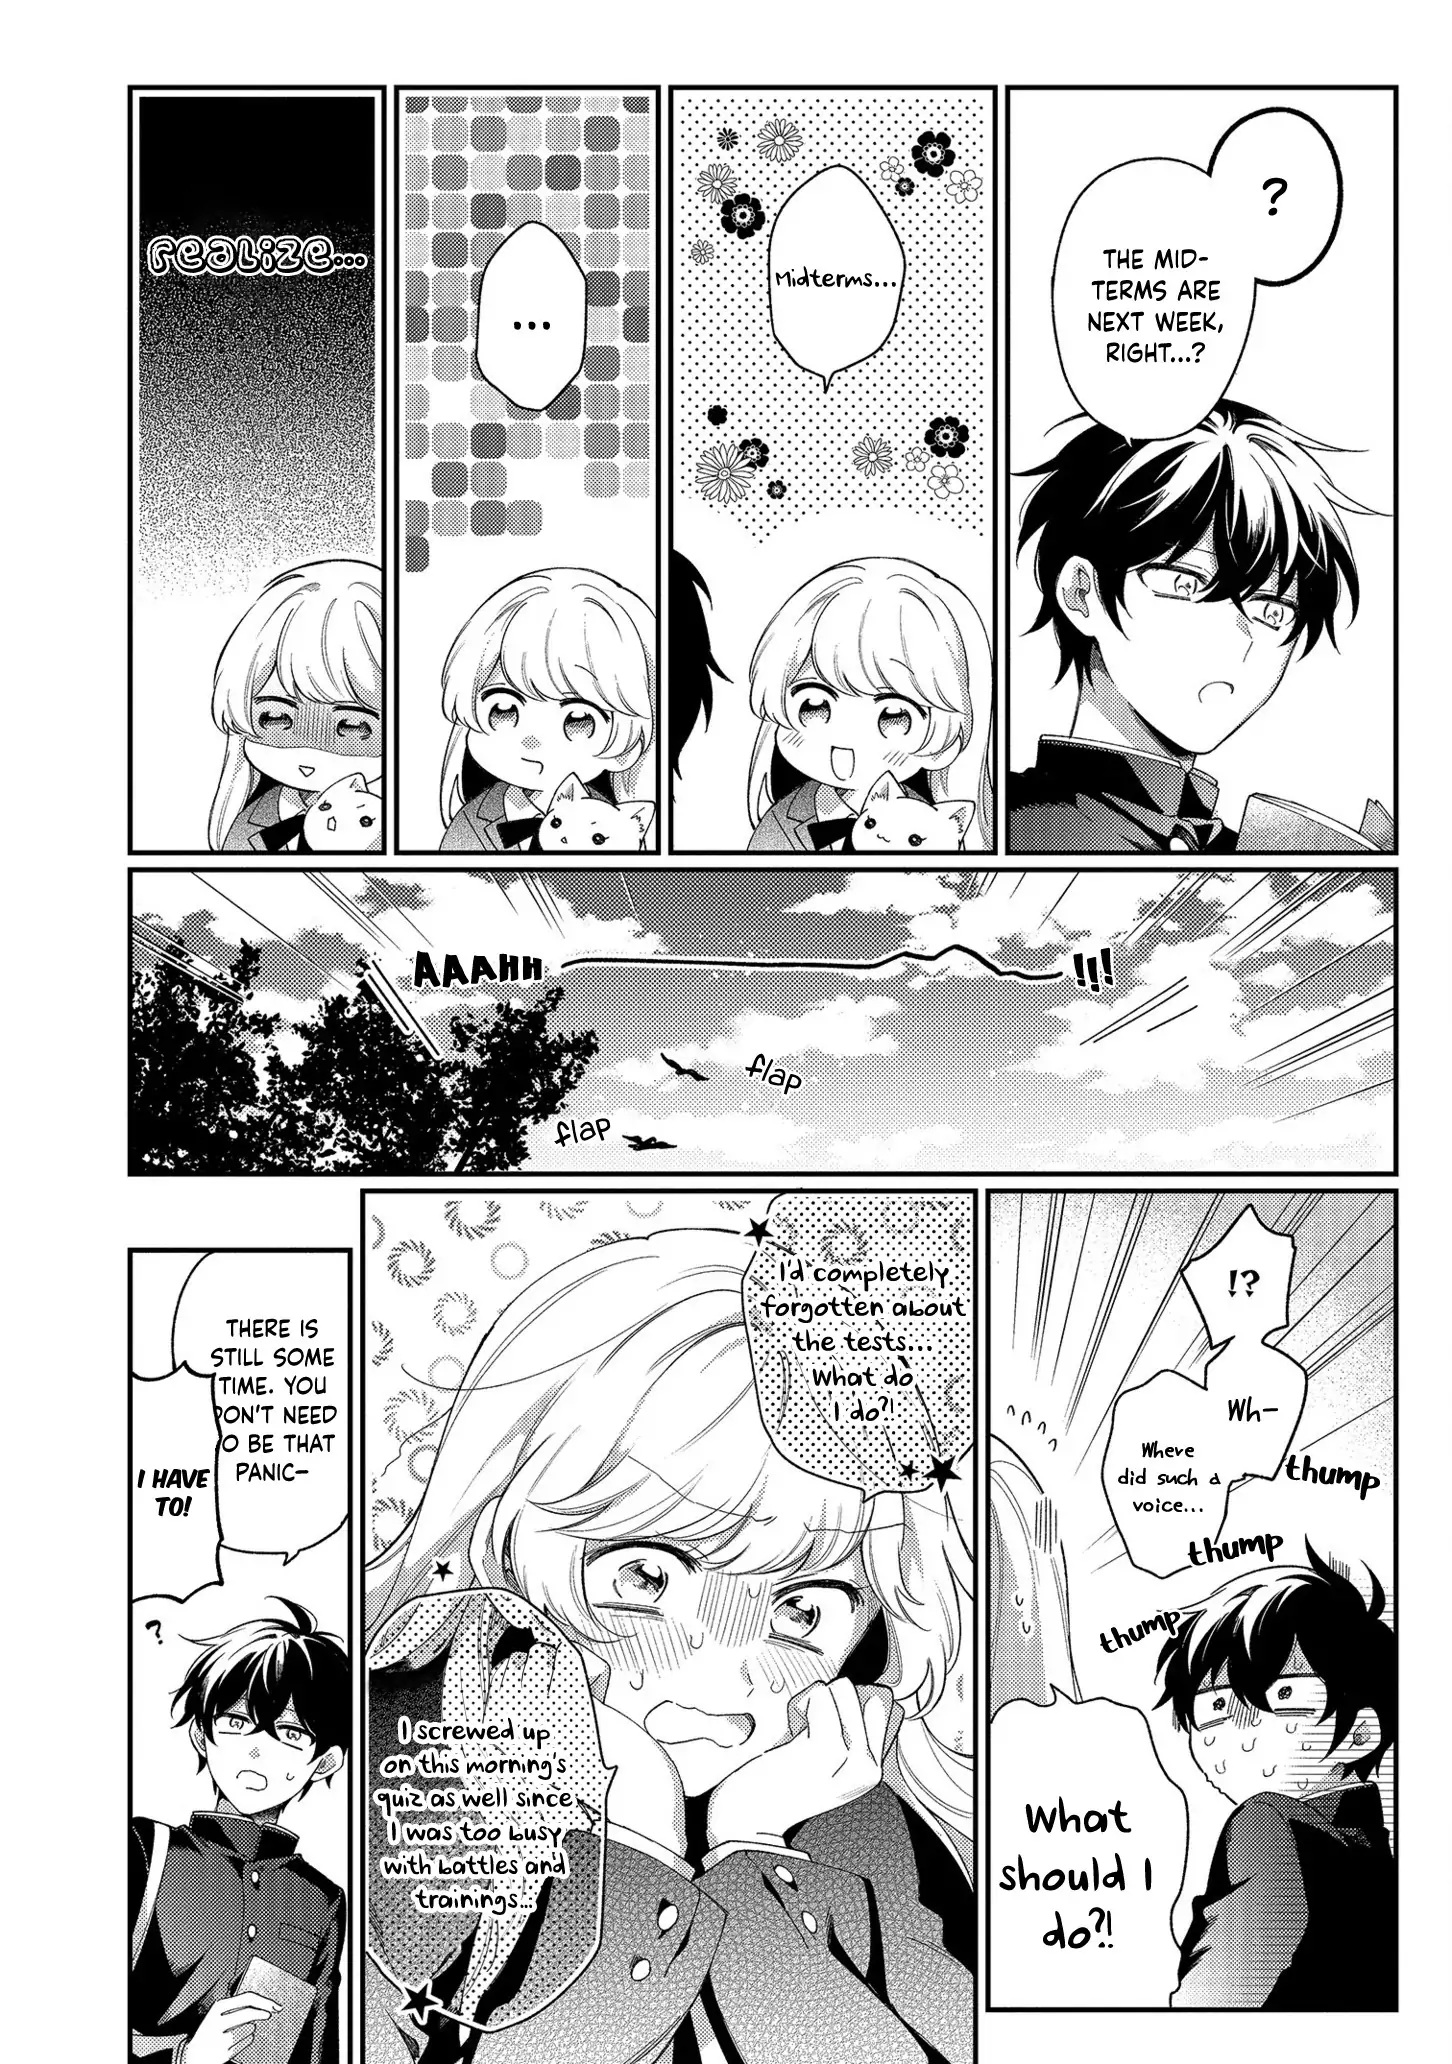 ?
THE MID-
TERMS ARE
NEXT WEEK,
RIGHT...?
Midterms...
...
realize...
AAAHH
!!!
flap
flap
!?
Wh-
Where
did such a
voice...
thump
thump
thump
What
should I
do?!
I'd completely
forgotten about
the tests...
What do
I do?!
I screwed up
on this morning's
quiz as well since
I was too busy
with battles and
trainings...
THERE IS
STILL SOME
TIME. YOU
DON'T NEED
O BE THAT
PANIC-
I HAVE
TO!
?